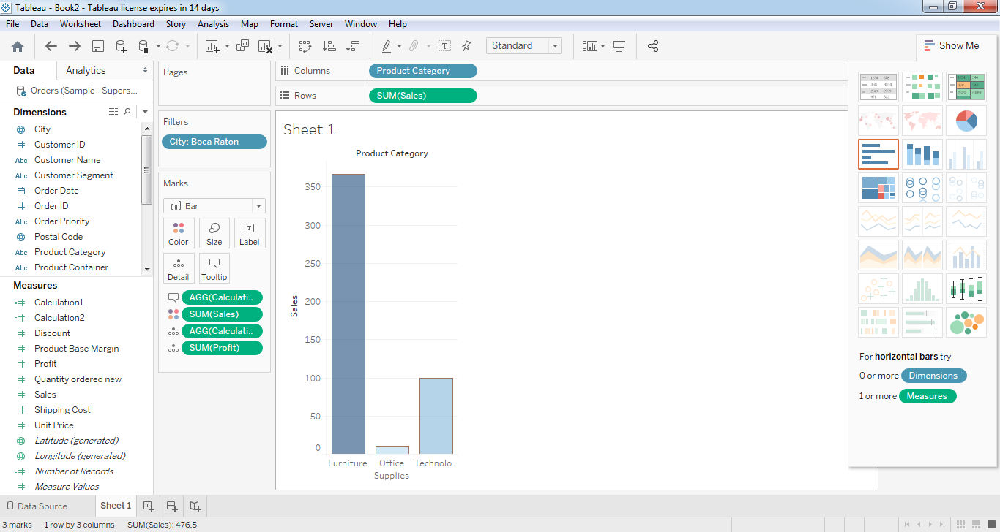 Tableau - Book2 - Tableau license expires in 14 days
File Data Worksheet Dashboard Story Analysis Map Format Server Window Help
Standard
Show Me
Data Analytics
Orders (Sample - Supers...
Dimensions
City
Customer ID
Abc Customer Name
Abc Customer Segment
Order Date
Order ID
Abc Order Priority
Postal Code
Abc Product Category
Abc Product Container
Measures
Calculation1
Calculation2
Discount
Product Base Margin
Profit
Quantity ordered new
Sales
Shipping Cost
Unit Price
Latitude (generated)
Longitude (generated)
Number of Records
Measure Values
Pages
Filters
City: Boca Raton
Marks
Bar
Color Size Label
Detail Tooltip
AGG(Calculati..
SUM(Sales)
AGG(Calculati..
SUM(Profit)
Columns Product Category
Rows SUM(Sales)
Sheet 1
Product Category
350
300
250
200
150
100
50
0
Sales
Furniture Office Technolo..
Supplies
For horizontal bars try
0 or more Dimensions
1 or more Measures
Data Source Sheet 1
3 marks 1 row by 3 columns SUM(Sales): 476.5